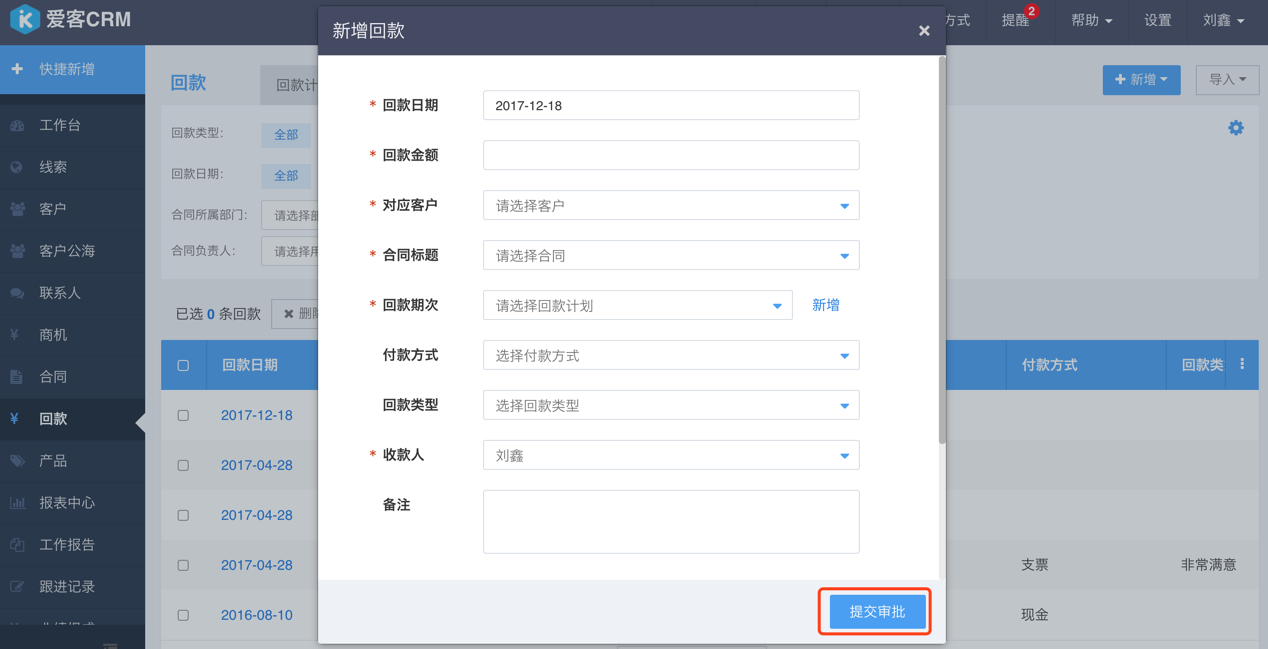 爱客CRM
方式
提醒
2
帮助
设置
刘鑫
快捷新增
工作台
线索
客户
客户公海
联系人
商机
合同
回款
产品
报表中心
工作报告
跟进记录
回款
回款计
新增
导入
回款类型:
全部
回款日期:
全部
合同所属部门:
请选择部
合同负责人:
请选择用
已选 0 条回款
删除
回款日期
付款方式
回款类
2017-12-18
2017-04-28
2017-04-28
2017-04-28
支票
非常满意
2016-08-10
现金
新增回款
×
* 回款日期
2017-12-18
* 回款金额
* 对应客户
请选择客户
* 合同标题
请选择合同
* 回款期次
请选择回款计划
新增
付款方式
选择付款方式
回款类型
选择回款类型
* 收款人
刘鑫
备注
提交审批